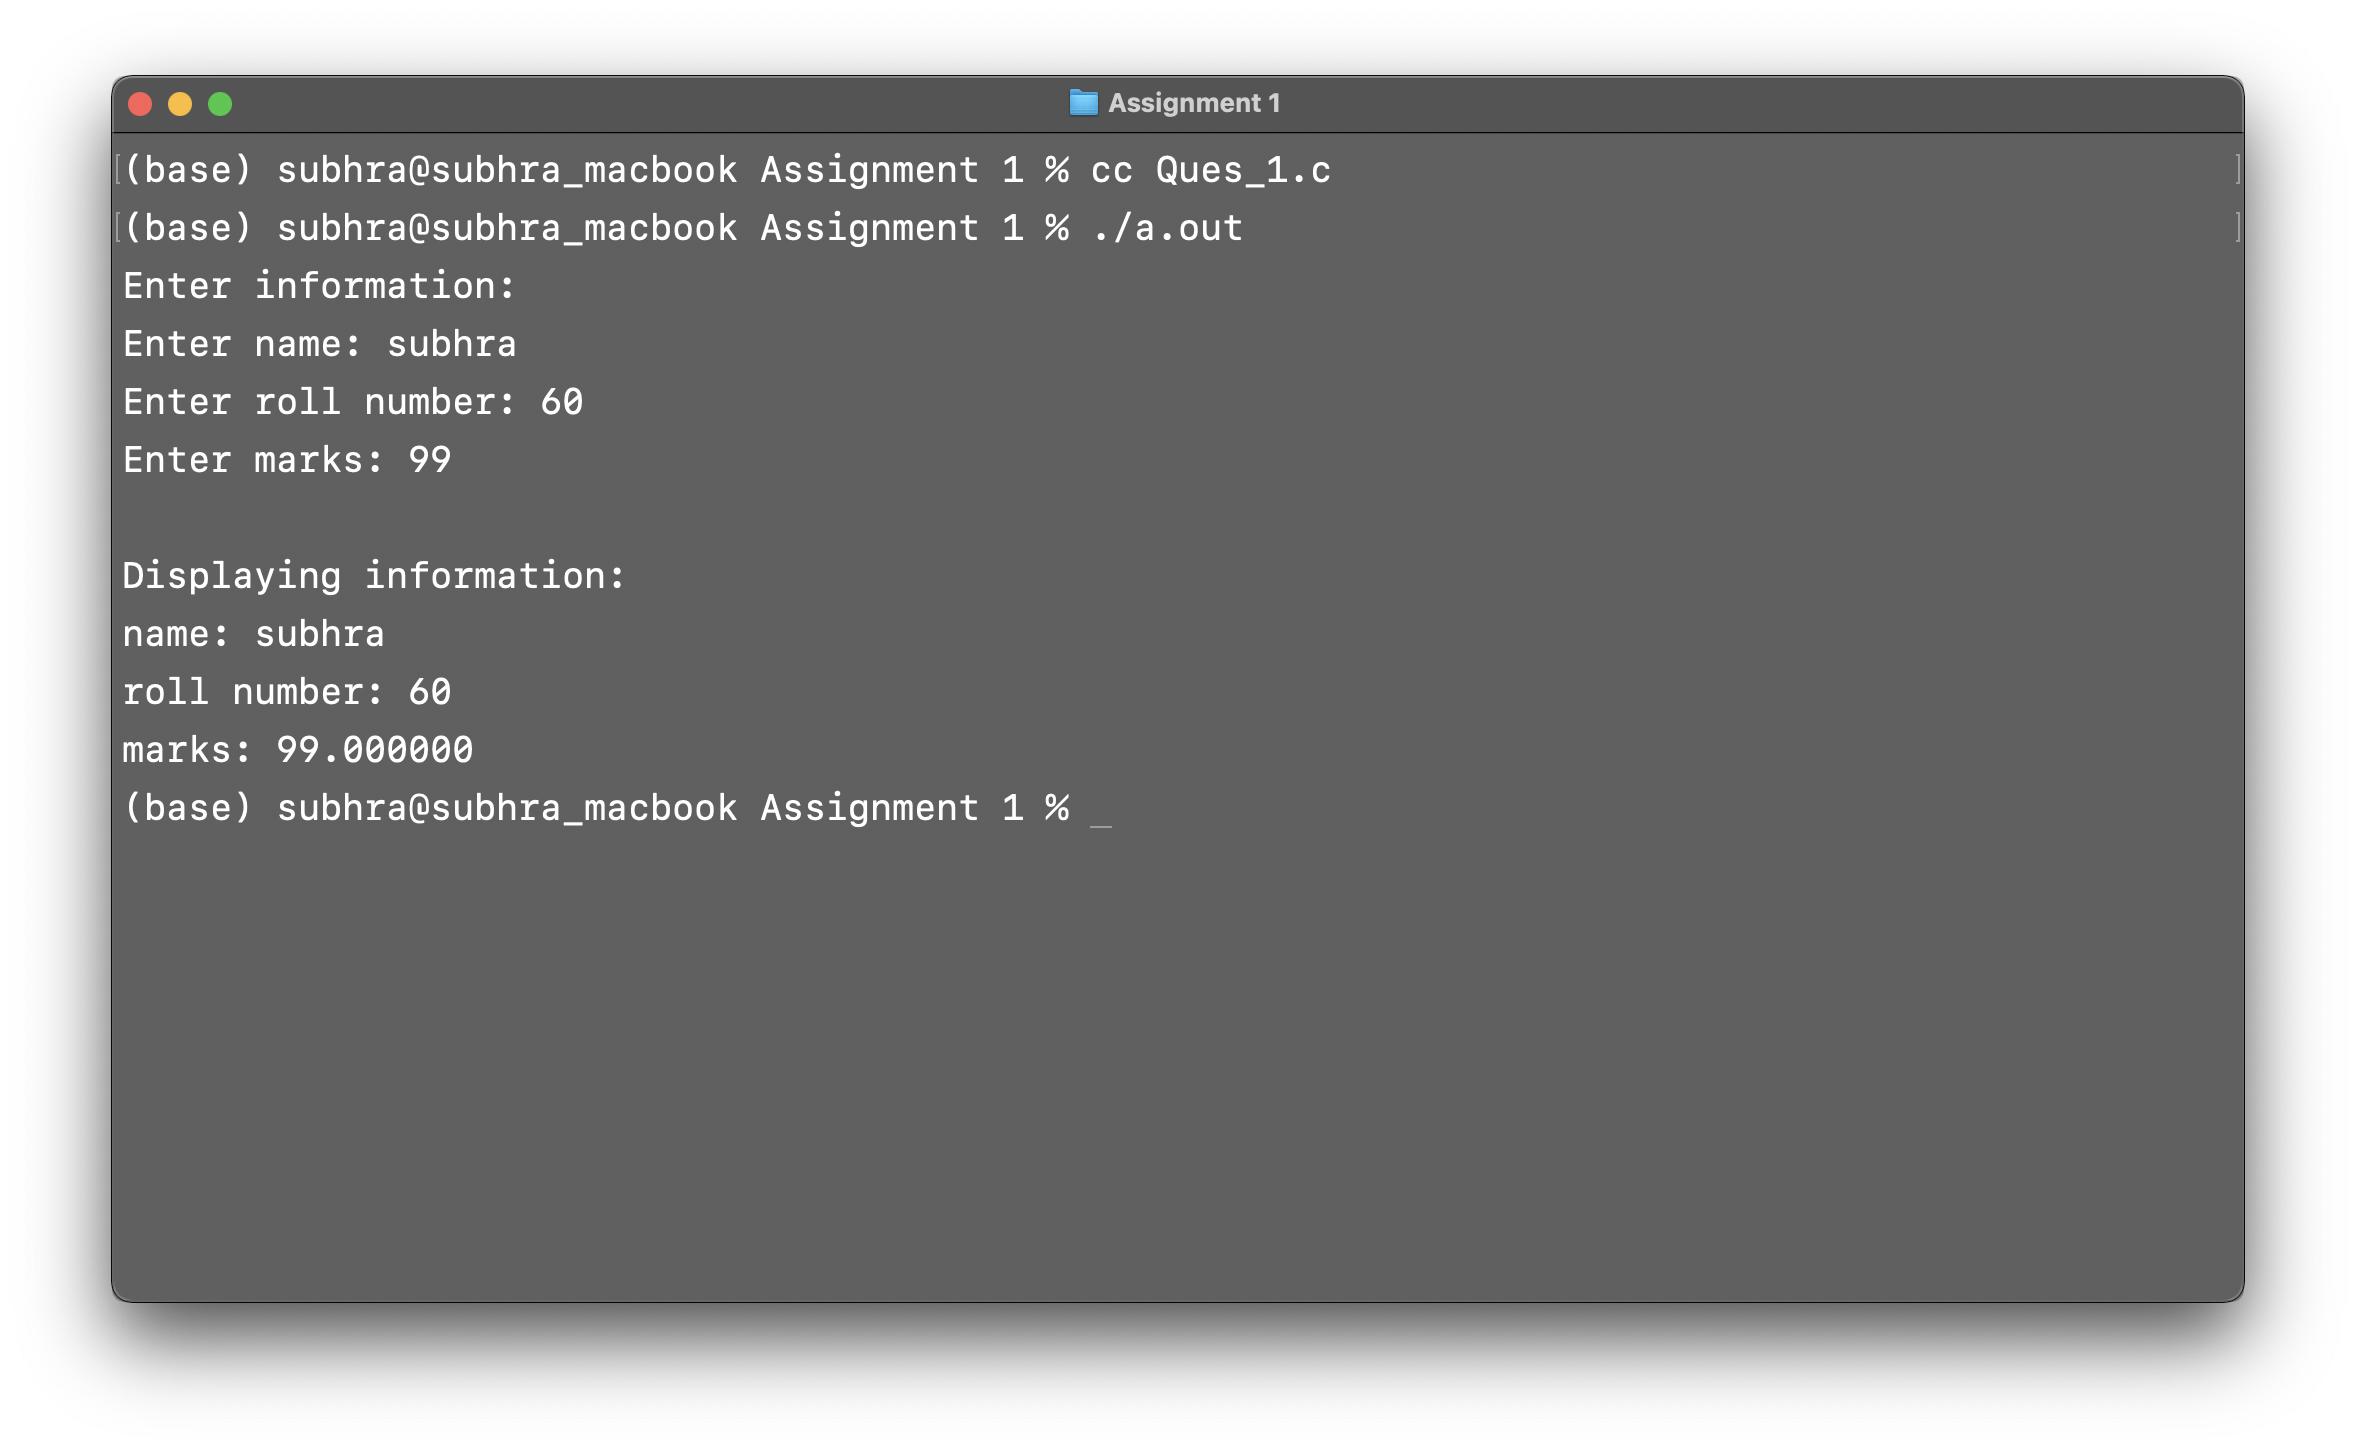 Assignment 1
(base) subhra@subhra_macbook Assignment 1 % cc Ques_1.c
(base) subhra@subhra_macbook Assignment 1 % ./a.out
Enter information:
Enter name: subhra
Enter roll number: 60
Enter marks: 99
Displaying information:
name: subhra
roll number: 60
marks: 99.000000
(base) subhra@subhra_macbook Assignment 1 % _